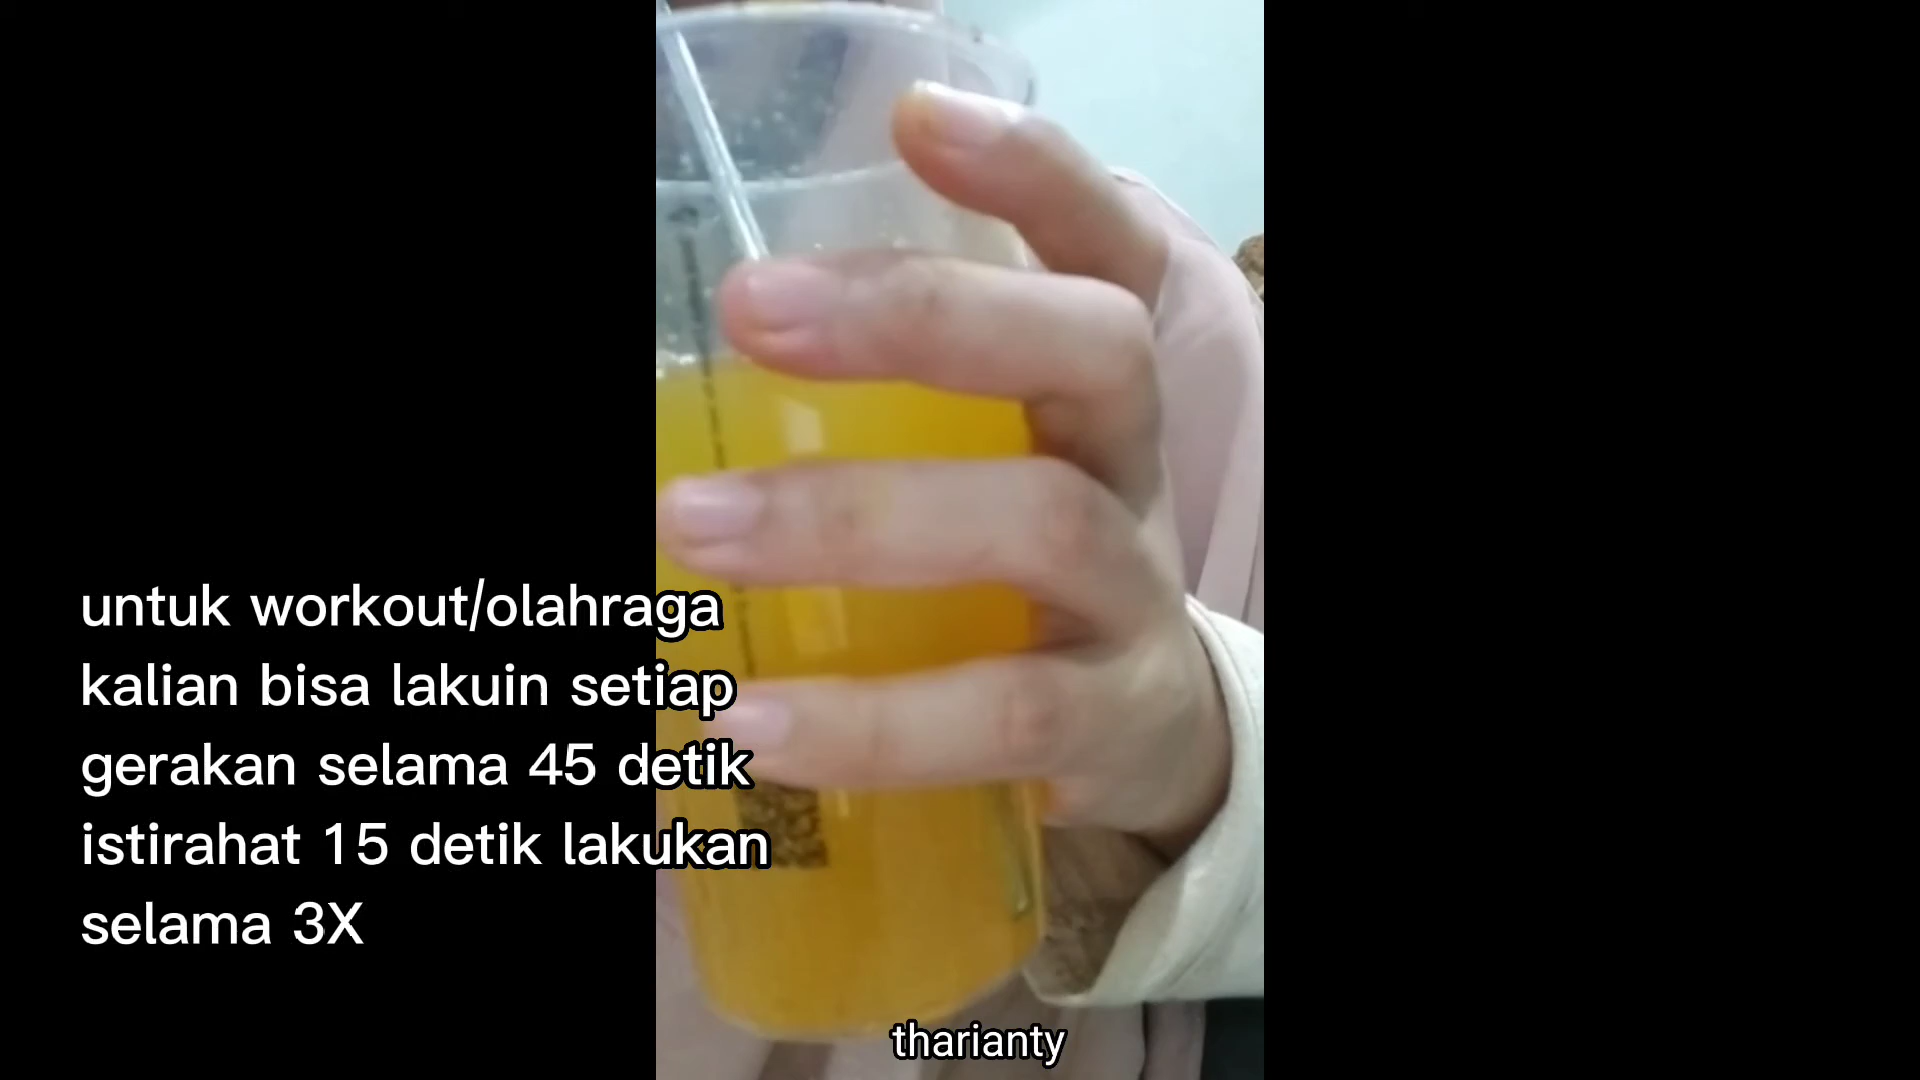 untuk workout/olahraga
kalian bisa lakuin setiap
gerakan selama 45 detik
istirahat 15 detik lakukan
selama 3X
tharianty